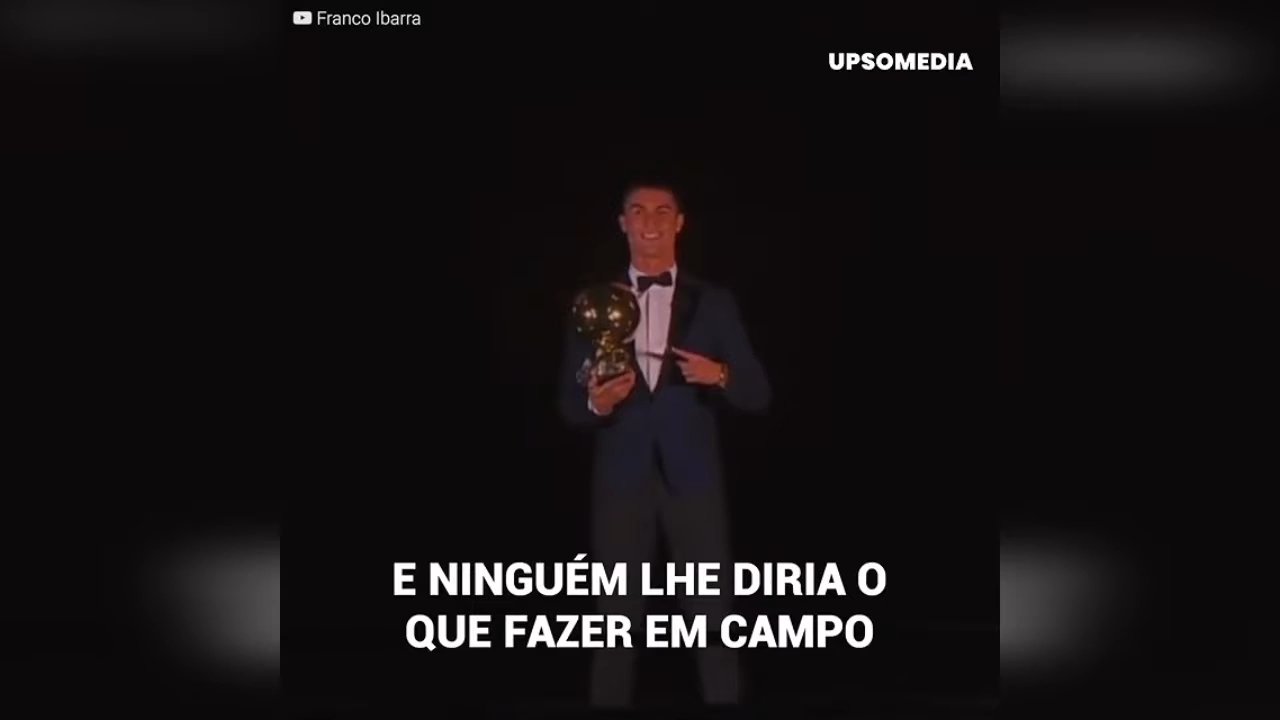 Franco Ibarra
UPSOMEDIA
E NINGUÉM LHE DIRIA O
QUE FAZER EM CAMPO